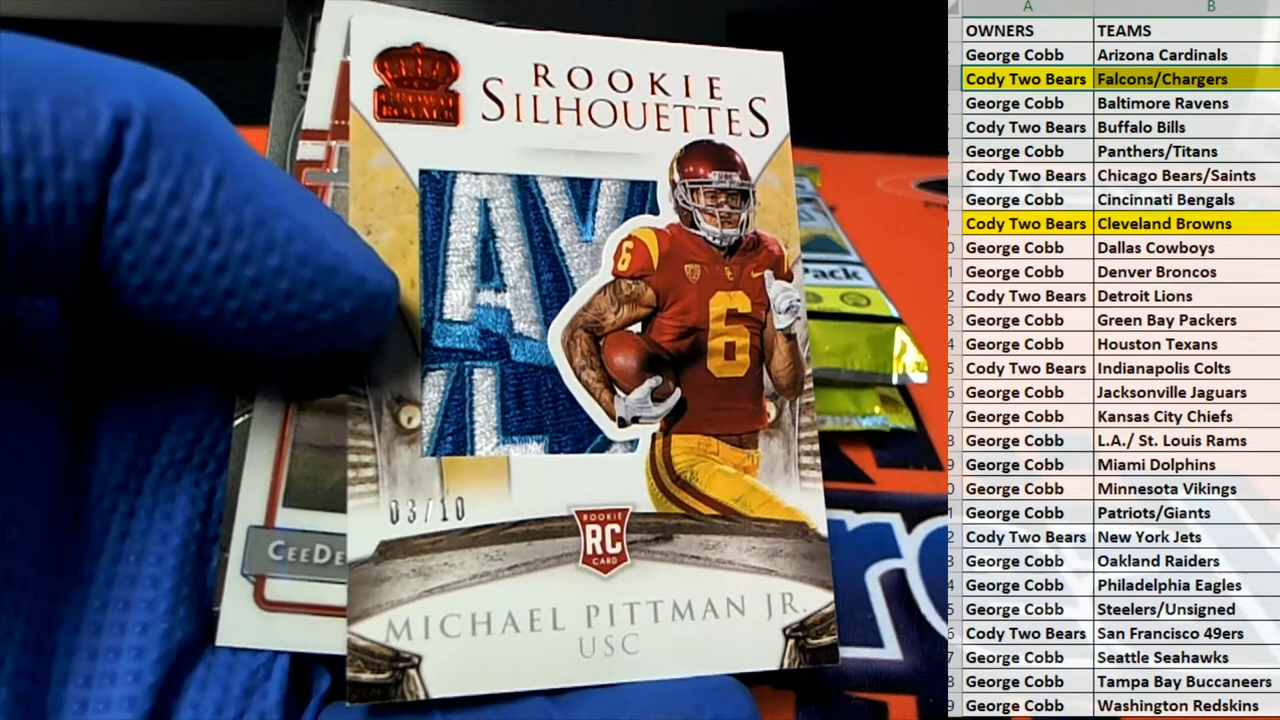 CROWN
ROYALE
ROOKIE
SILHOUETTES
AY
L
6
6
Pack
03/10
ROOKIE
RC
CARD
CEEDE
MICHAEL PITTMAN JR.
USC
A B
OWNERS TEAMS
George Cobb Arizona Cardinals
Cody Two Bears Falcons/Chargers
George Cobb Baltimore Ravens
Cody Two Bears Buffalo Bills
George Cobb Panthers/Titans
Cody Two Bears Chicago Bears/Saints
George Cobb Cincinnati Bengals
Cody Two Bears Cleveland Browns
George Cobb Dallas Cowboys
George Cobb Denver Broncos
Cody Two Bears Detroit Lions
George Cobb Green Bay Packers
George Cobb Houston Texans
Cody Two Bears Indianapolis Colts
George Cobb Jacksonville Jaguars
George Cobb Kansas City Chiefs
George Cobb L.A./ St. Louis Rams
George Cobb Miami Dolphins
George Cobb Minnesota Vikings
George Cobb Patriots/Giants
Cody Two Bears New York Jets
George Cobb Oakland Raiders
George Cobb Philadelphia Eagles
George Cobb Steelers/Unsigned
Cody Two Bears San Francisco 49ers
George Cobb Seattle Seahawks
George Cobb Tampa Bay Buccaneers
George Cobb Washington Redskins